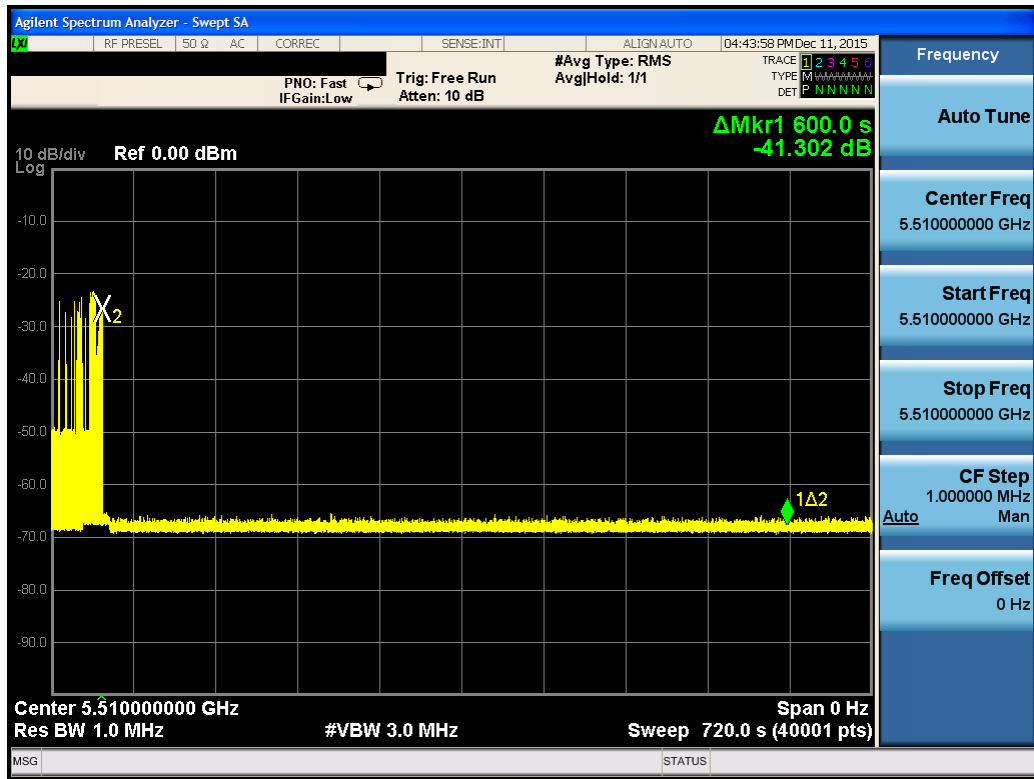 Agilent Spectrum Analyzer - Swept SA
LXI RF PRESEL 50 Ω AC CORREC SENSE:INT ALIGN AUTO 04:43:58 PM Dec 11, 2015
Frequency
PNO: Fast
IFGain:Low
Trig: Free Run
Atten: 10 dB
#Avg Type: RMS
Avg|Hold: 1/1
TRACE 1 2 3 4 5 6
TYPE M WWWWW
DET P N N N N N
ΔMkr1 600.0 s
-41.302 dB
10 dB/div Ref 0.00 dBm
Log
-10.0
-20.0
-30.0
-40.0
-50.0
-60.0
-70.0
-80.0
-90.0
X2
1Δ2
Center 5.510000000 GHz
Span 0 Hz
Res BW 1.0 MHz
#VBW 3.0 MHz
Sweep 720.0 s (40001 pts)
MSG
STATUS
Auto Tune
Center Freq
5.510000000 GHz
Start Freq
5.510000000 GHz
Stop Freq
5.510000000 GHz
CF Step
1.000000 MHz
Auto Man
Freq Offset
0 Hz